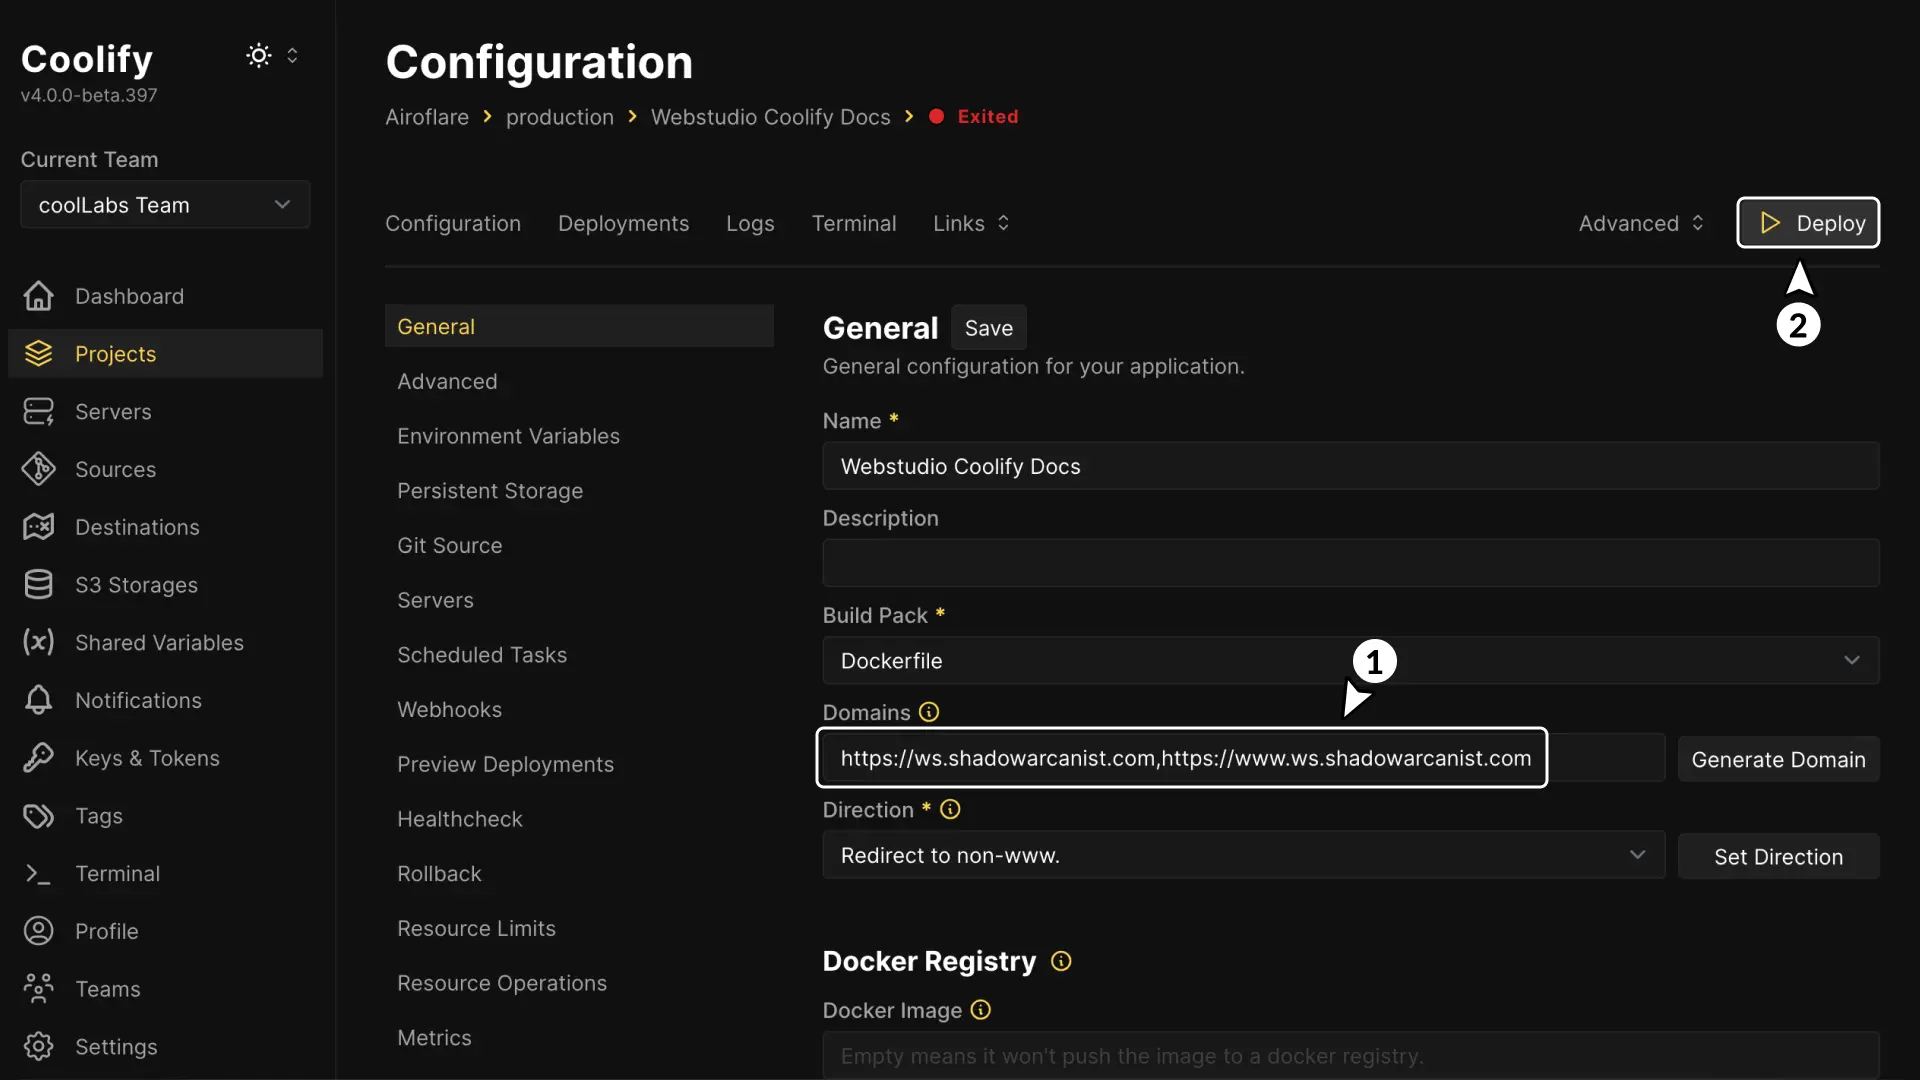 Coolify
v4.0.0-beta.397
Current Team
coolLabs Team
Dashboard
Projects
Servers
Sources
Destinations
S3 Storages
Shared Variables
Notifications
Keys & Tokens
Tags
Terminal
Profile
Teams
Settings
Configuration
Airoflare > production > Webstudio Coolify Docs > Exited
Configuration Deployments Logs Terminal Links Advanced Deploy
2
General
Advanced
Environment Variables
Persistent Storage
Git Source
Servers
Scheduled Tasks
Webhooks
Preview Deployments
Healthcheck
Rollback
Resource Limits
Resource Operations
Metrics
General Save
General configuration for your application.
Name *
Webstudio Coolify Docs
Description
Build Pack *
Dockerfile
1
Domains
https://ws.shadowarcanist.com,https://www.ws.shadowarcanist.com Generate Domain
Direction *
Redirect to non-www. Set Direction
Docker Registry
Docker Image
Empty means it won't push the image to a docker registry.